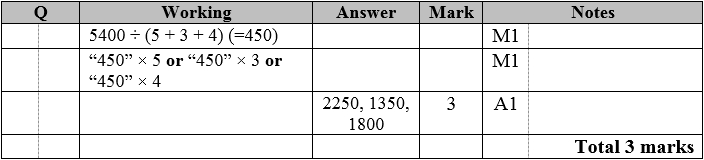 Q Working Answer Mark Notes
5400 ÷ (5 + 3 + 4) (=450) M1
“450” × 5 or “450” × 3 or M1
“450” × 4
2250, 1350, 3 A1
1800
Total 3 marks